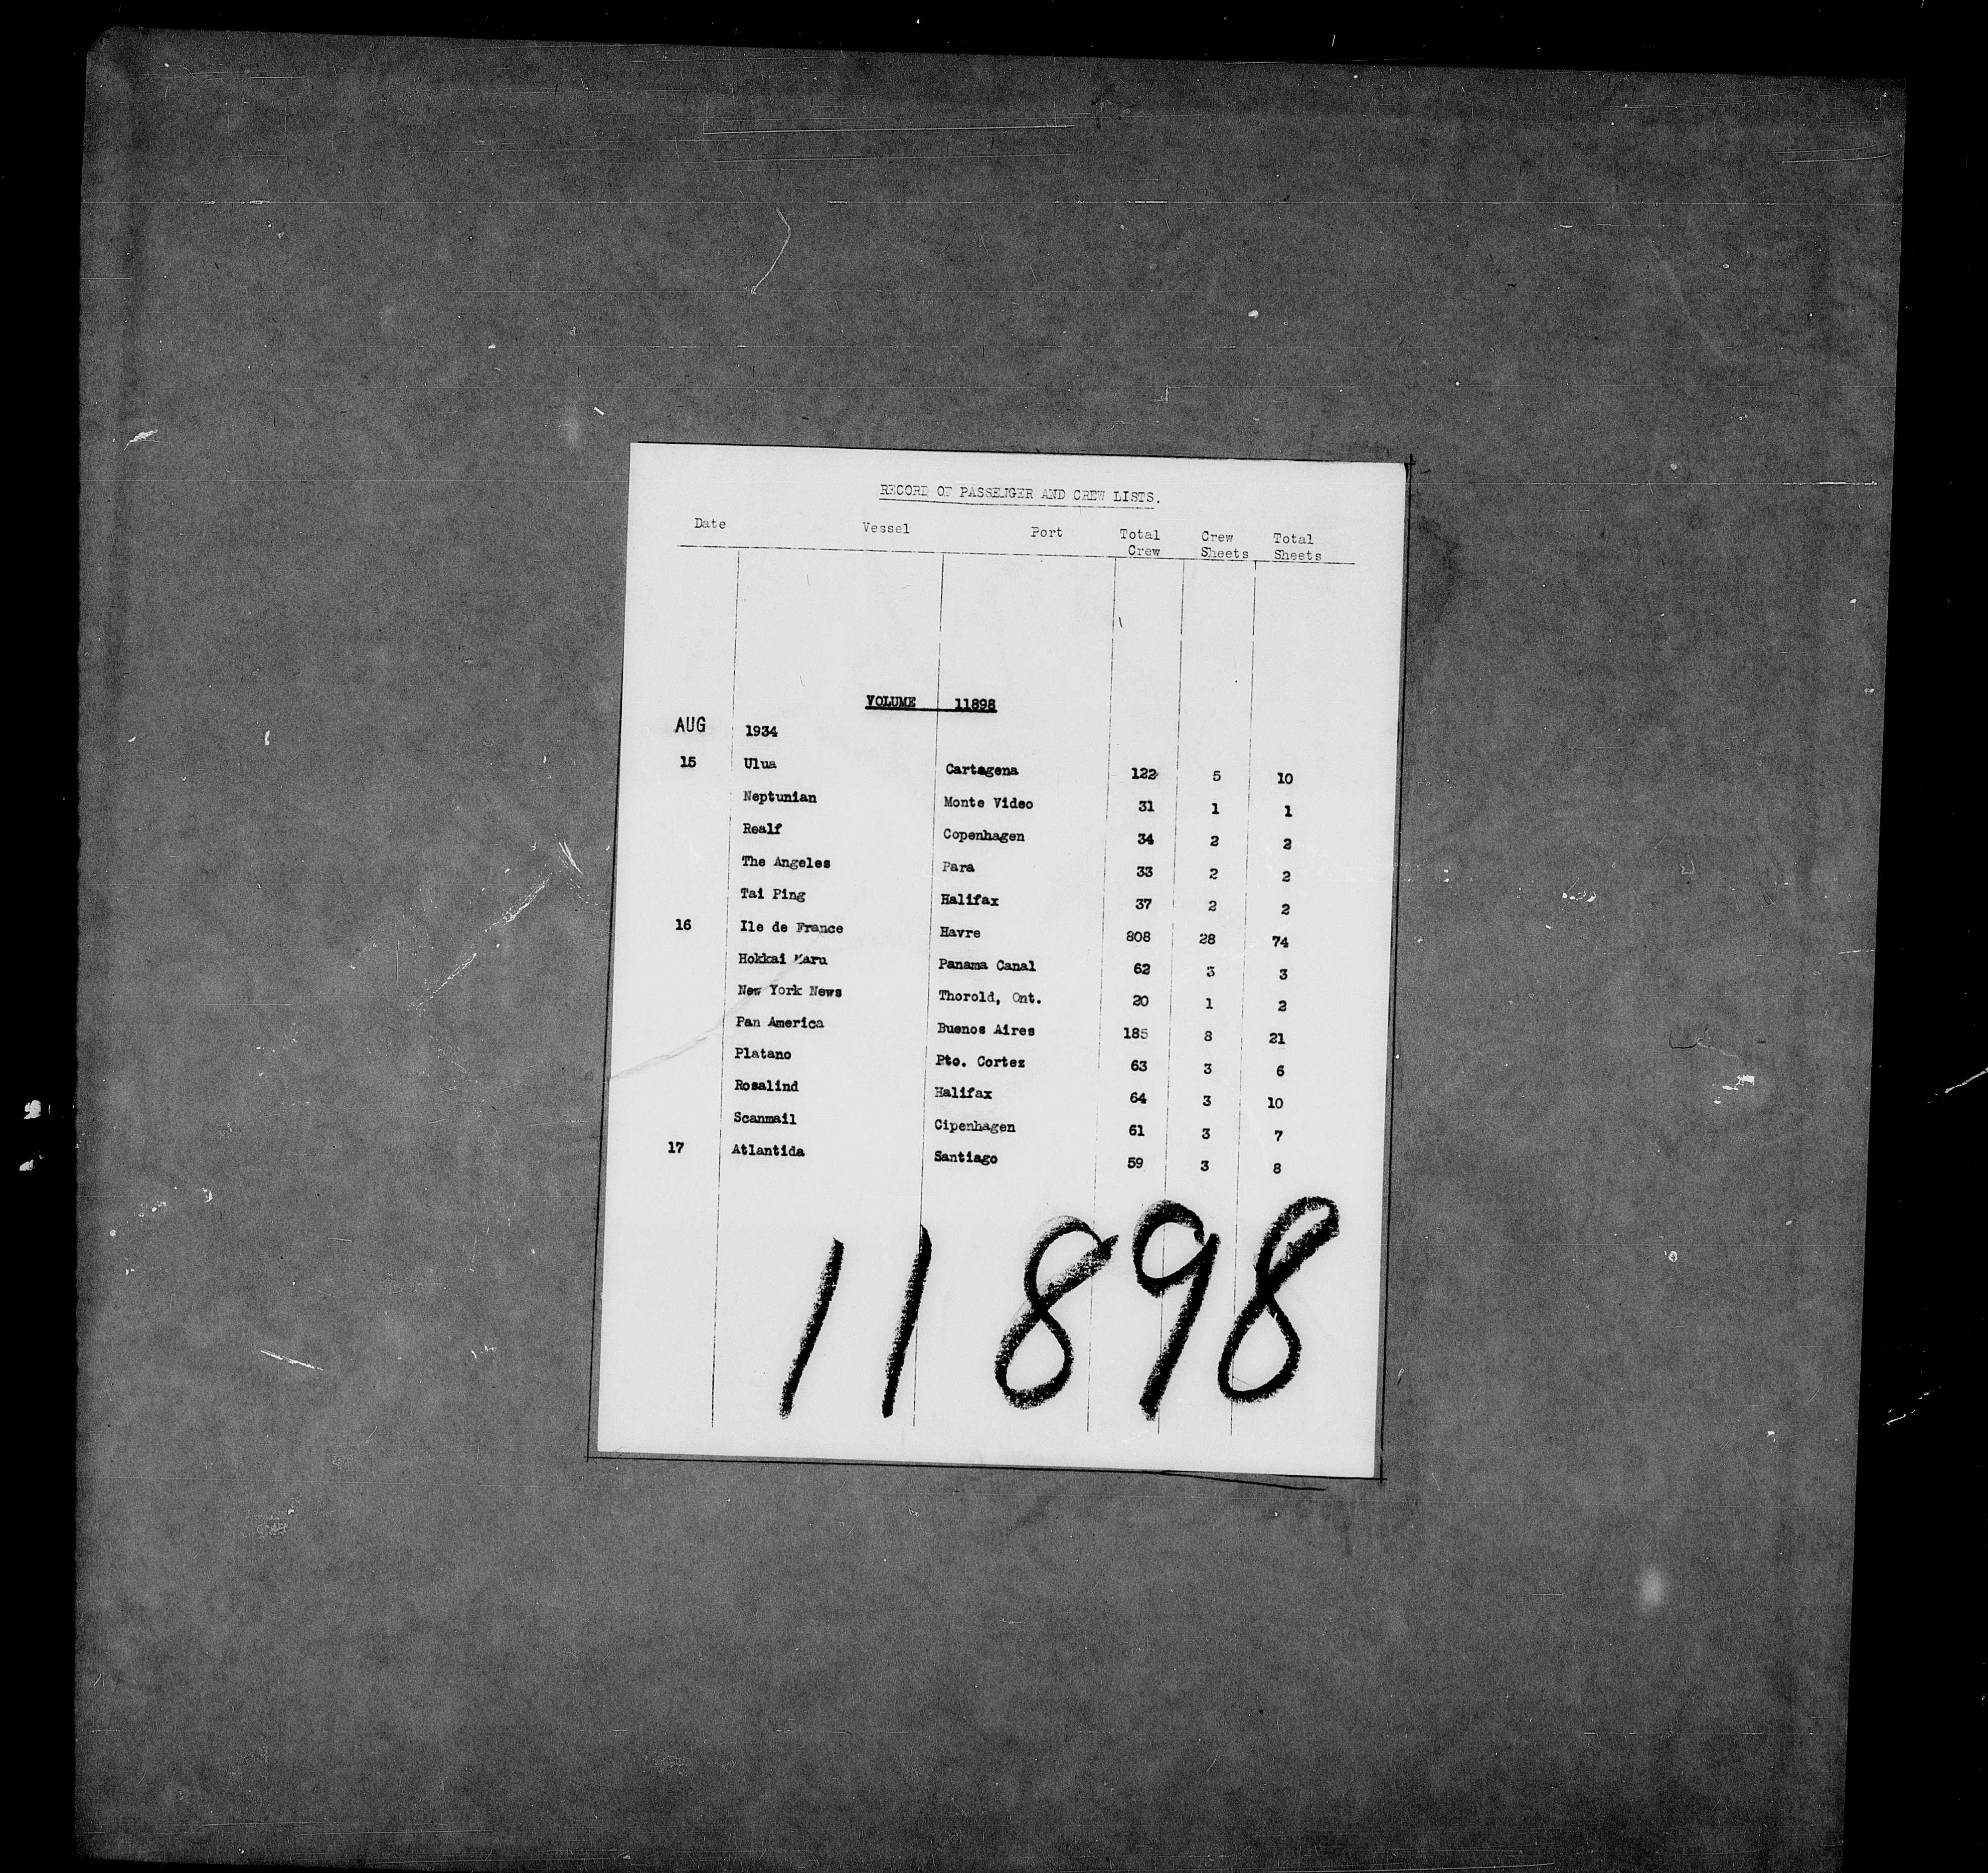 RECORD OF PASSENGER AND CREW LISTS.
Date Vessel Port Total Crew Crew Sheets Total Sheets
VOLUME 11898
AUG 1934
15 Ulua Cartagena 122 5 10
Neptunian Monte Video 31 1 1
Realf Copenhagen 34 2 2
The Angeles Para 33 2 2
Tai Ping Halifax 37 2 2
16 Ile de France Havre 808 28 74
Hokkai Maru Panama Canal 62 3 3
New York News Thorold, Ont. 20 1 2
Pan America Buenos Aires 185 8 21
Platano Pto. Cortez 63 3 6
Rosalind Halifax 64 3 10
Scanmail Cipenhagen 61 3 7
17 Atlantida Santiago 59 3 8
11898